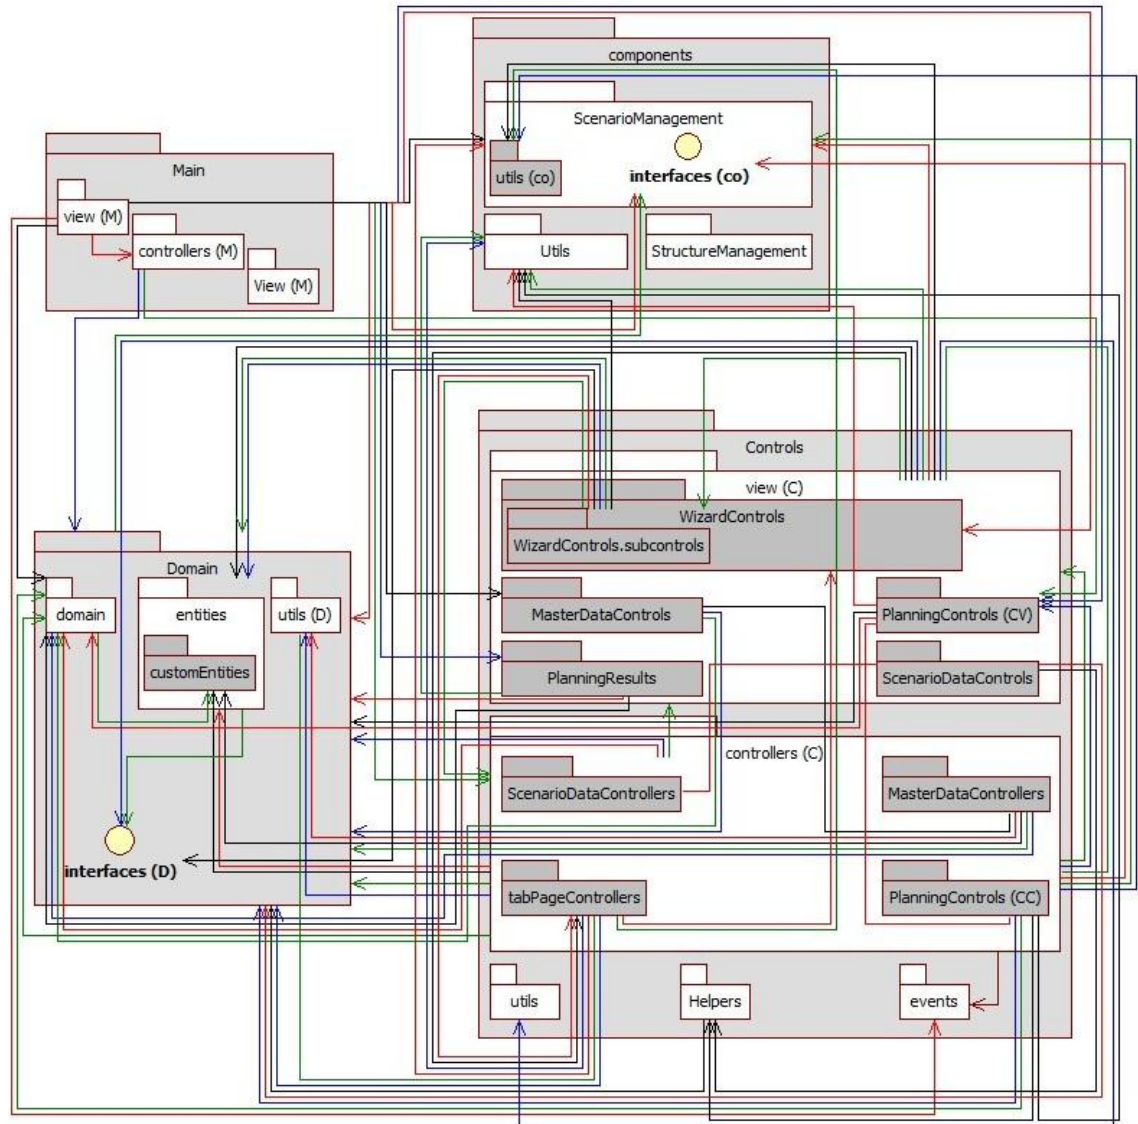 components
ScenarioManagement
utils (co)
interfaces (co)
Main
view (M)
controllers (M)
View (M)
Utils
StructureManagement
Controls
view (C)
WizardControls
WizardControls.subcontrols
Domain
domain
entities
utils (D)
customEntities
MasterDataControls
PlanningControls (CV)
PlanningResults
ScenarioDataControls
controllers (C)
ScenarioDataControllers
MasterDataControllers
interfaces (D)
tabPageControllers
PlanningControls (CC)
utils
Helpers
events